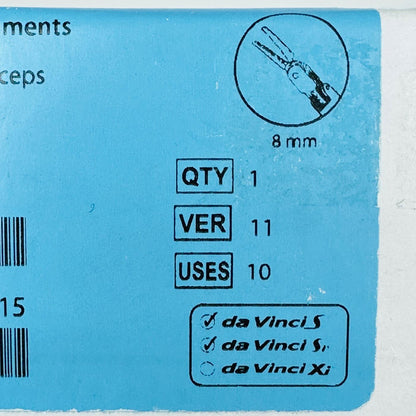 ments
ceps
8 mm
QTY 1
VER 11
USES 10
15
da Vinci S
da Vinci Si
da Vinci Xi